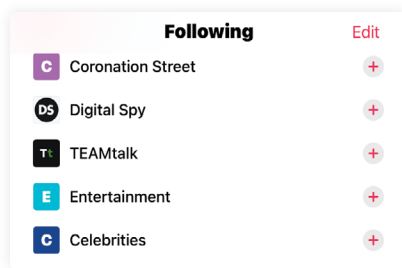 Following Edit
C Coronation Street +
DS Digital Spy +
Tt TEAMtalk +
E Entertainment +
C Celebrities +